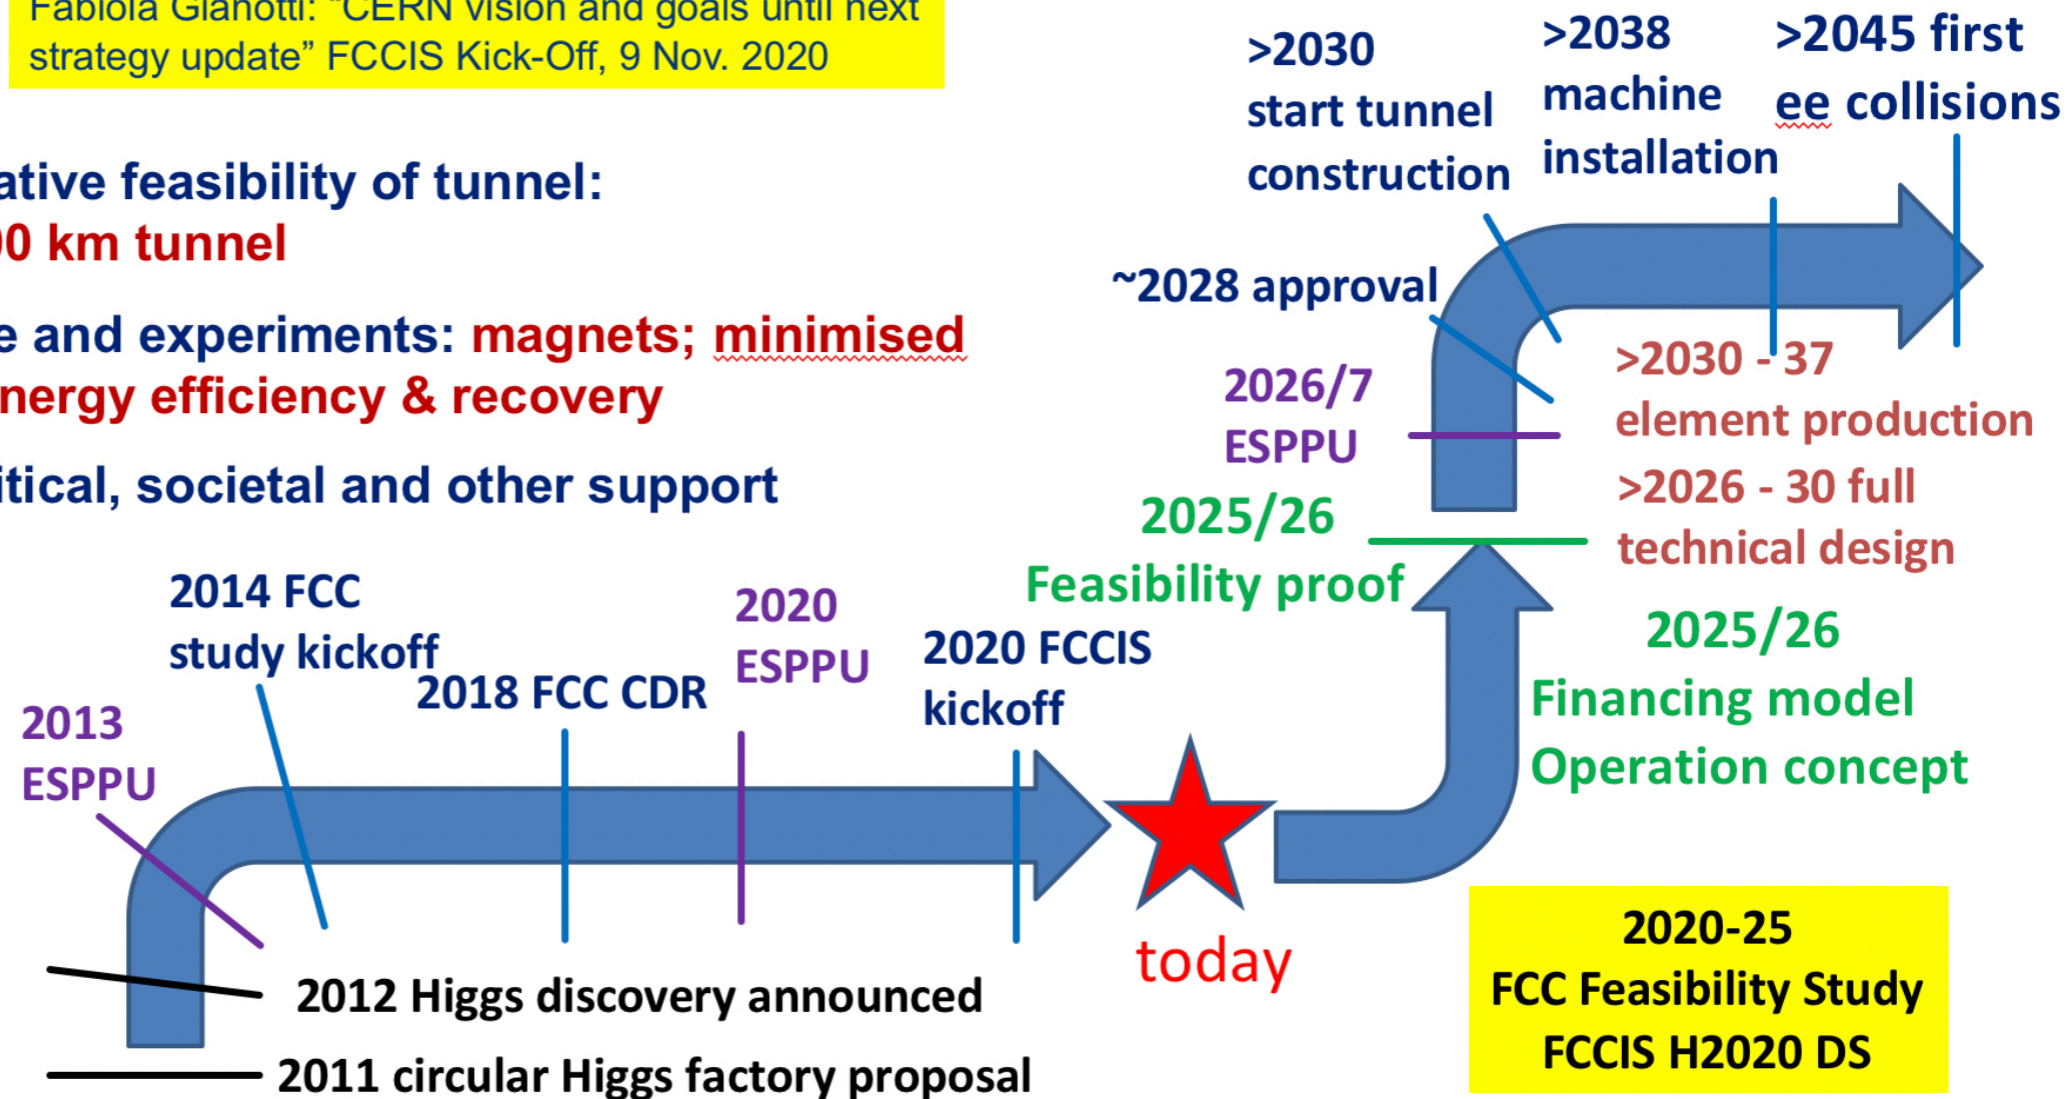 Fabiola Gianotti: “CERN vision and goals until next
strategy update” FCCIS Kick-Off, 9 Nov. 2020
feasibility of tunnel:
km tunnel
and experiments: magnets; minimised
efficiency & recovery
societal and other support
>2030
start tunnel
construction
>2038
machine
installation
>2045 first
ee collisions
~2028 approval
2026/7
ESPPU
>2030 - 37
element production
>2026 - 30 full
technical design
2025/26
Feasibility proof
2025/26
Financing model
Operation concept
2014 FCC
study kickoff
2018 FCC CDR
2020
ESPPU
2020 FCCIS
kickoff
2013
ESPPU
today
2012 Higgs discovery announced
2011 circular Higgs factory proposal
2020-25
FCC Feasibility Study
FCCIS H2020 DS